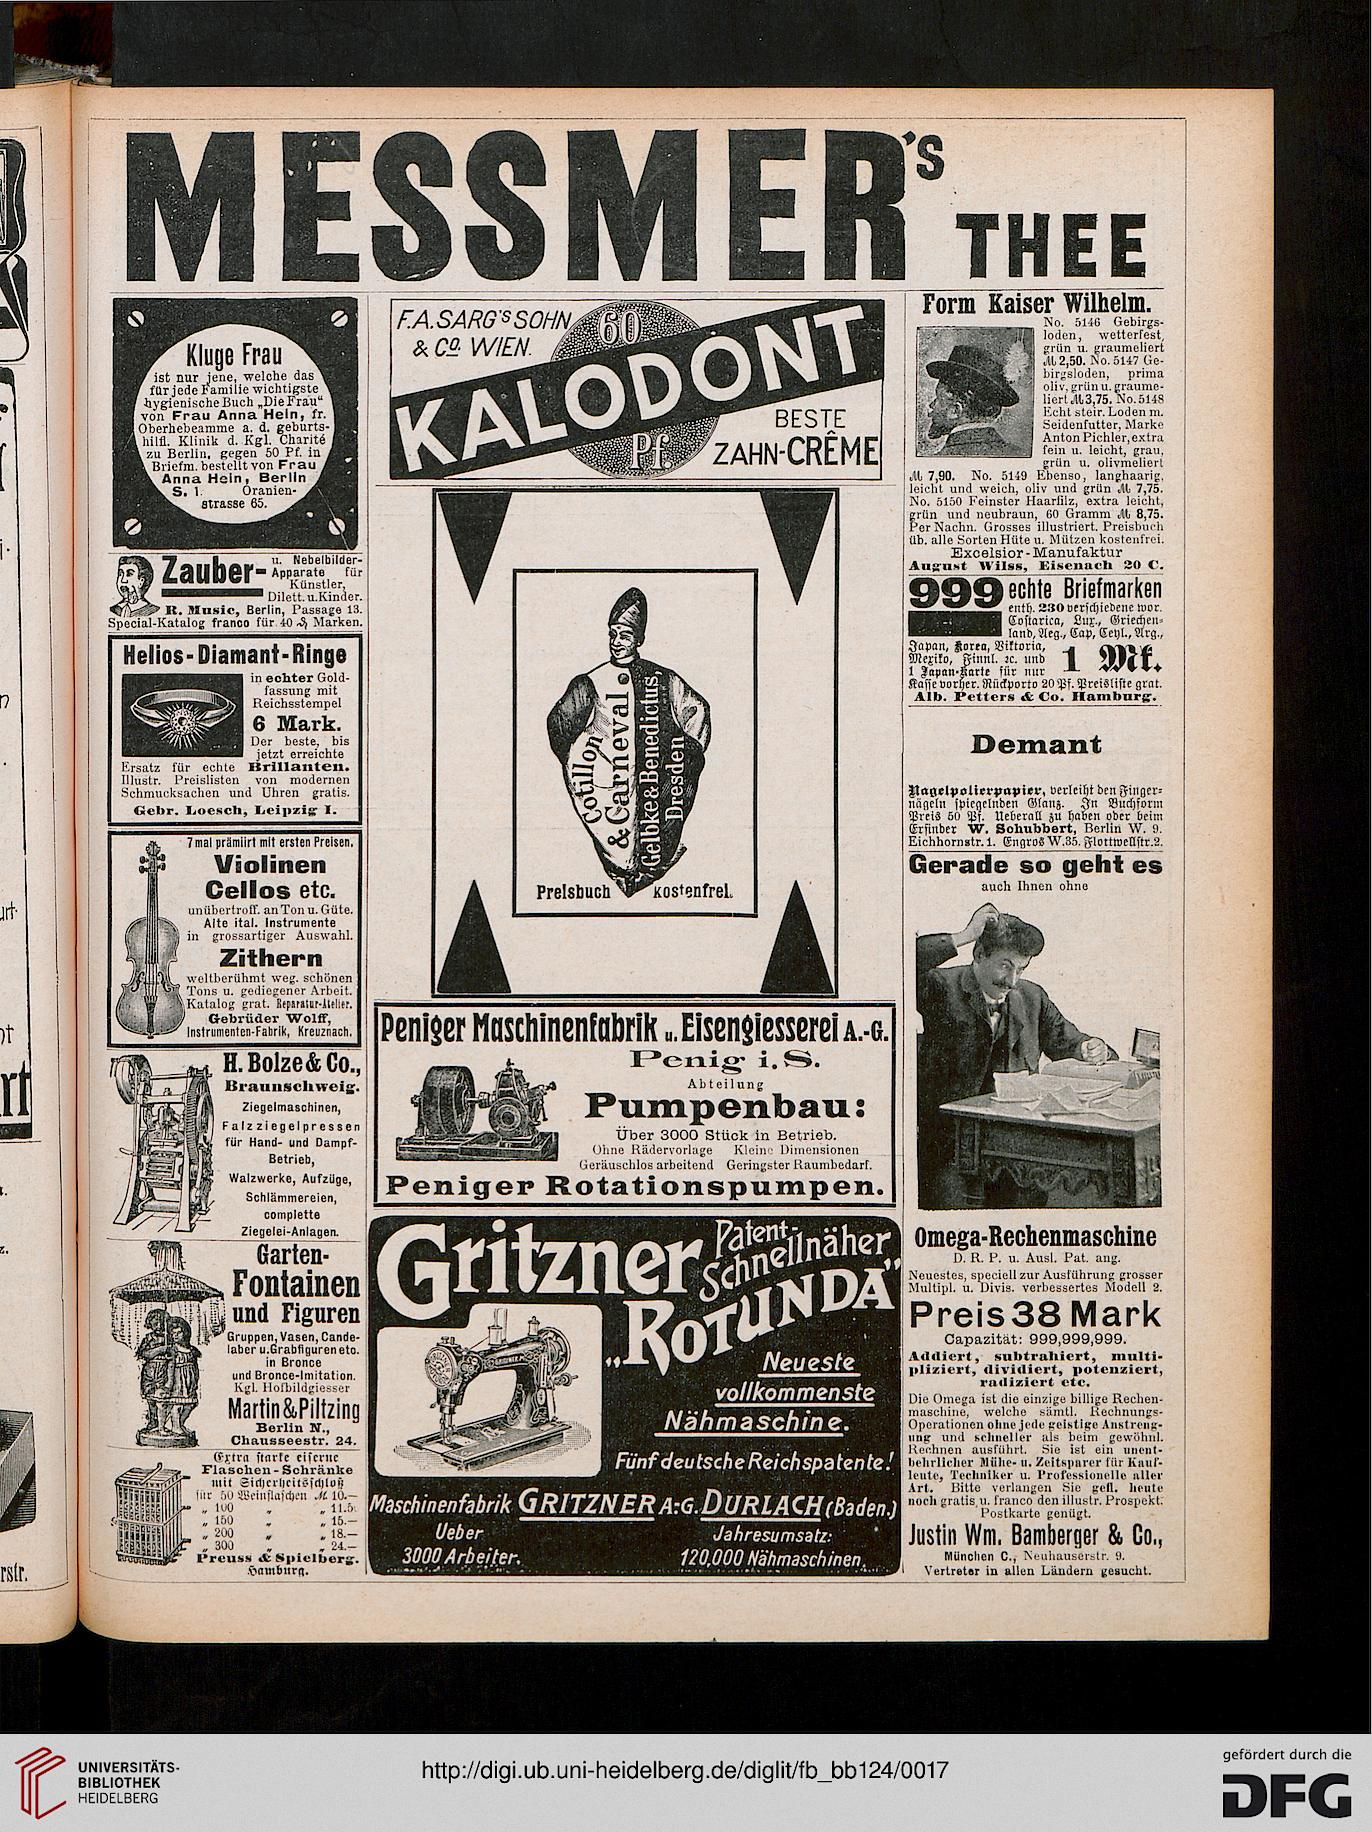 MESSMER's
THEE
Kluge Frau
ist nur jene, welche das
für jede Familie wichtigste
hygienische Buch „Die Frau“
von Frau Anna Hein, fr.
Oberhebeamme a. d. geburts-
hilfl. Klinik d. Kgl. Charité
zu Berlin, gegen 50 Pf. in
Briefm. bestellt von Frau
Anna Hein, Berlin
S. 1 Oranien-
strasse 65.
Zauber-
u. Nebelbilder-
Apparate für
Künstler,
Dilett. u. Kinder.
R. Music, Berlin, Passage 13.
Special-Katalog franco für 40 ₰ Marken.
Helios-Diamant-Ringe
in echter Gold-
fassung mit
Reichsstempel
6 Mark.
Der beste, bis
jetzt erreichte
Ersatz für echte Brillanten.
Illustr. Preislisten von modernen
Schmucksachen und Uhren gratis.
Gebr. Loesch, Leipzig I.
7 mal prämiirt mit ersten Preisen.
Violinen
Cellos etc.
unübertroff. an Ton u. Güte.
Alte ital. Instrumente
in grossartiger Auswahl.
Zithern
weltberühmt weg. schönen
Tons u. gediegener Arbeit.
Katalog grat. Reparatur-Atelier.
Gebrüder Wolff,
Instrumenten-Fabrik, Kreuznach.
H. Bolze & Co.,
Braunschweig.
Ziegelmaschinen,
Falzziegelpressen
für Hand- und Dampf-
Betrieb,
Walzwerke, Aufzüge,
Schlämmereien,
complette
Ziegelei-Anlagen.
Garten-
Fontainen
und Figuren
Gruppen, Vasen, Cande-
laber u. Grabfiguren etc.
in Bronce
und Bronce-Imitation.
Kgl. Hofbildgiesser
Martin & Piltzing
Berlin N.,
Chausseestr. 24.
Extra starke eiserne
Flaschen-Schränke
mit Sicherheitsschloß
für 50 Weinflaschen M. 10.—
„ 100 „ „ 11.5
„ 150 „ „ 15.—
„ 200 „ „ 18.—
„ 300 „ „ 24.—
Preuss & Spielberg.
Hamburg.
F. A. SARG's SOHN
& Co. WIEN.
60
KALODONT
Pf.
BESTE
ZAHN-CRÊME
Cotillon
& Carneval
Gelbke & Benedictus,
Dresden
Preisbuch kostenfrei.
Peniger Maschinenfabrik u. Eisengiesserei A.-G.
Penig i. S.
Abteilung
Pumpenbau:
Über 3000 Stück in Betrieb.
Ohne Rädervorlage Kleine Dimensionen
Geräuschlos arbeitend Geringster Raumbedarf.
Peniger Rotationspumpen.
Gritzner Patent-
Schnellnäher
„ROTUNDA“
Neueste
vollkommenste
Nähmaschine.
Fünf deutsche Reichspatente!
Maschinenfabrik GRITZNER A:G. DURLACH (Baden.)
Ueber
3000 Arbeiter.
Jahresumsatz:
120,000 Nähmaschinen.
Form Kaiser Wilhelm.
No. 5146 Gebirgs-
loden, wetterfest,
grün u. graumeliert
M 2,50. No. 5147 Ge-
birgsloden, prima
oliv, grün u. graume-
liert M 3,75. No. 5148
Echt steir. Loden m.
Seidenfutter, Marke
Anton Pichler, extra
fein u. leicht, grau,
grün u. olivmeliert
M 7,90. No. 5149 Ebenso, langhaarig,
leicht und weich, oliv und grün M 7,75.
No. 5150 Feinster Haarfilz, extra leicht,
grün und neubraun, 60 Gramm M 8,75.
Per Nachn. Grosses illustriert. Preisbuch
üb. alle Sorten Hüte u. Mützen kostenfrei.
Excelsior-Manufaktur
August Wilss, Eisenach 20 C.
999 echte Briefmarken
enth. 230 verschiedene wor.
Costarica, Lux., Griechen-
land, Aeg., Cap, Ceyl., Arg.,
Japan, Korea, Viktoria,
Mexiko, Finnl. ec. und
1 Japan-Karte für nur
1 Mk.
Kasse vorher. Rückporto 20 Pf. Preisliste grat.
Alb. Petters & Co. Hamburg.
Demant
Nagelpolierpapier, verleiht den Finger-
nägeln spiegelnden Glanz. In Buchform
Preis 50 Pf. Ueberall zu haben oder beim
Erfinder W. Schubbert, Berlin W. 9.
Eichhornstr. 1. Engros W. 35. Flottwellstr. 2.
Gerade so geht es
auch Ihnen ohne
Omega-Rechenmaschine
D. R. P. u. Ausl. Pat. ang.
Neuestes, speciell zur Ausführung grosser
Multipl. u. Divis. verbessertes Modell 2.
Preis 38 Mark
Capazität: 999,999,999.
Addiert, subtrahiert, multi-
pliziert, dividiert, potenziert,
radiziert etc.
Die Omega ist die einzige billige Rechen-
maschine, welche sämtl. Rechnungs-
Operationen ohne jede geistige Anstreng-
ung und schneller als beim gewöhnl.
Rechnen ausführt. Sie ist ein unent-
behrlicher Mühe- u. Zeitsparer für Kauf-
leute, Techniker u. Professionelle aller
Art. Bitte verlangen Sie gefl. heute
noch gratis u. franco den illustr. Prospekt.
Postkarte genügt.
Justin Wm. Bamberger & Co.,
München C., Neuhauserstr. 9.
Vertreter in allen Ländern gesucht.
UNIVERSITÄTS-
BIBLIOTHEK
HEIDELBERG
http://digi.ub.uni-heidelberg.de/diglit/fb_bb124/0017
gefördert durch die
DFG